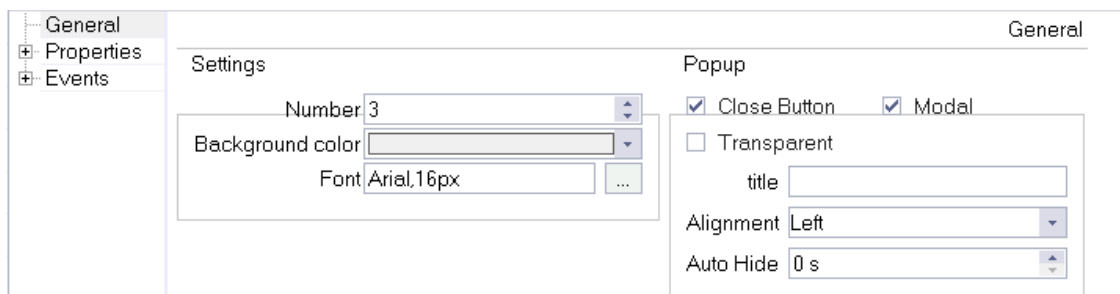 General
General
Properties
Events
Settings
Number 3
Background color
Font Arial,16px ...
Popup
Close Button Modal
Transparent
title
Alignment Left
Auto Hide 0 s